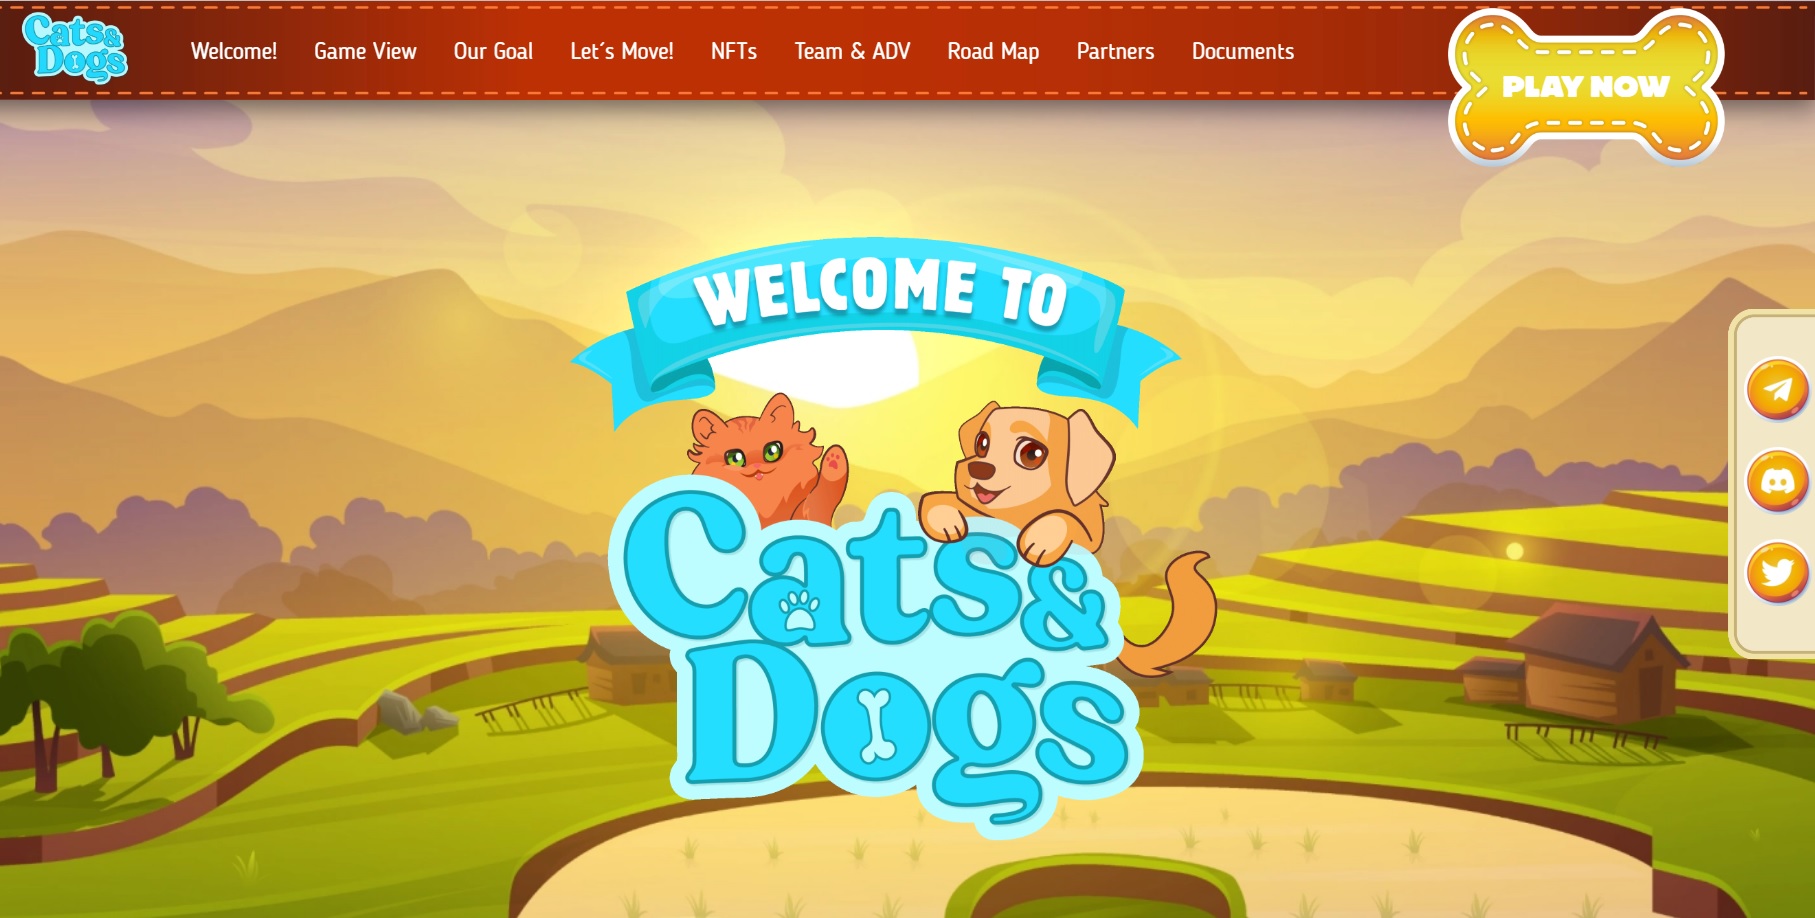 Cats&
Dogs
Welcome!
Game View
Our Goal
Let´s Move!
NFTs
Team & ADV
Road Map
Partners
Documents
PLAY NOW
WELCOME TO
Cats&
Dogs